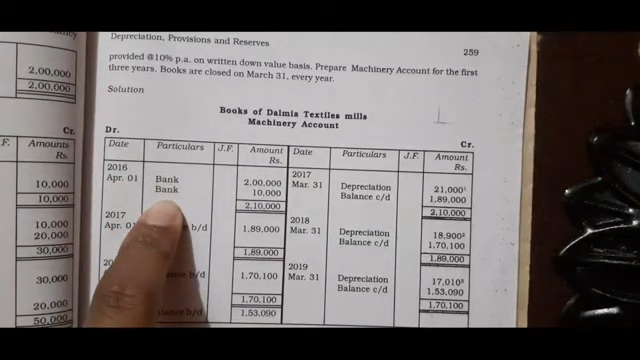 Depreciation, Provisions and Reserves
259
provided @10% p.a. on written down value basis. Prepare Machinery Account for the first
three years. Books are closed on March 31, every year.
Solution
Books of Dalmia Textiles mills
Machinery Account
Dr. Cr.
Date Particulars J.F. Amount Rs. Date Particulars J.F. Amount Rs.
2016 2017
Apr. 01 Bank 2,00,000 Mar. 31 Depreciation 21,000¹
Bank 10,000 Balance c/d 1,89,000
2,10,000 2,10,000
2017 2018
Apr. 01 b/d 1,89,000 Mar. 31 Depreciation 18,900²
Balance c/d 1,70,100
1,89,000 1,89,000
2019
b/d 1,70,100 Mar. 31 Depreciation 17,010³
Balance c/d 1,53,090
1,70,100 1,70,100
b/d 1,53,090
2,00,000
2,00,000
Cr.
F. Amounts
Rs.
10,000
10,000
10,000
20,000
30,000
30,000
20,000
50,000